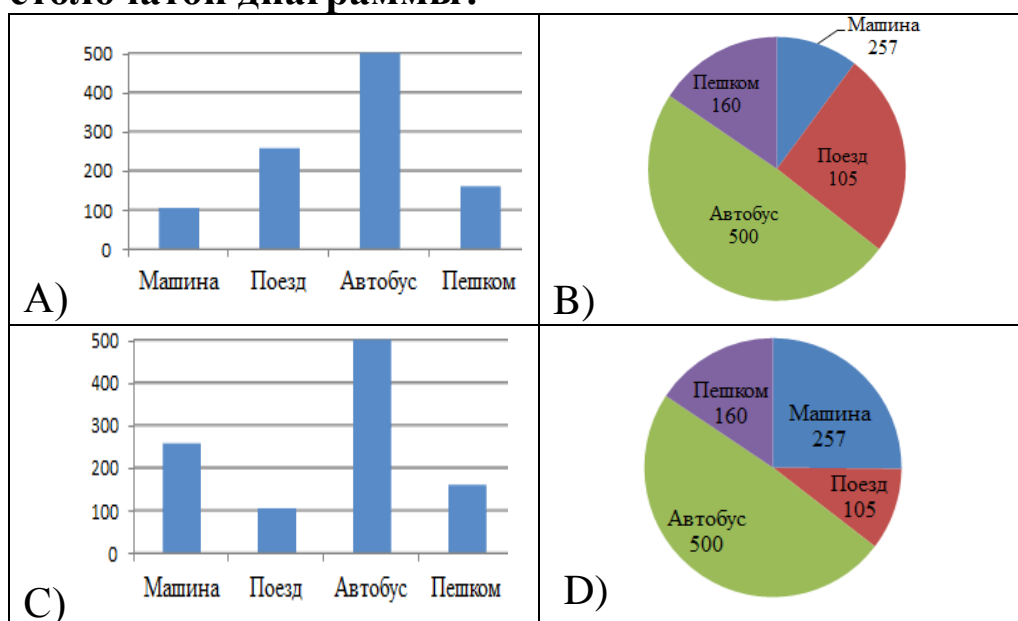 столбчатой диаграммы?
500
400
300
200
100
0
Машина Поезд Автобус Пешком
A)
Машина
257
Пешком
160
Поезд
105
Автобус
500
B)
500
400
300
200
100
0
Машина Поезд Автобус Пешком
C)
Пешком
160
Машина
257
Поезд
105
Автобус
500
D)